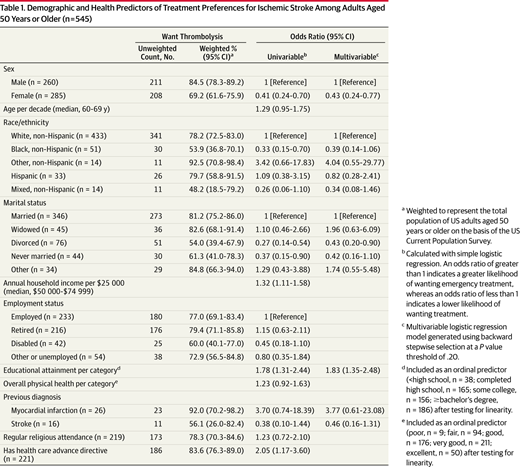 Table 1. Demographic and Health Predictors of Treatment Preferences for Ischemic Stroke Among Adults Aged
50 Years or Older (n=545)
Want Thrombolysis Odds Ratio (95% CI)
Unweighted Count, No. Weighted % (95% CI)a Univariableb Multivariablec
Sex
Male (n = 260) 211 84.5 (78.3-89.2) 1 [Reference] 1 [Reference]
Female (n = 285) 208 69.2 (61.6-75.9) 0.41 (0.24-0.70) 0.43 (0.24-0.77)
Age per decade (median, 60-69 y) 1.29 (0.95-1.75)
Race/ethnicity
White, non-Hispanic (n = 433) 341 78.2 (72.5-83.0) 1 [Reference] 1 [Reference]
Black, non-Hispanic (n = 51) 30 53.9 (36.8-70.1) 0.33 (0.15-0.70) 0.39 (0.14-1.06)
Other, non-Hispanic (n = 14) 11 92.5 (70.8-98.4) 3.42 (0.66-17.83) 4.04 (0.55-29.77)
Hispanic (n = 33) 26 79.7 (58.8-91.5) 1.09 (0.38-3.15) 0.82 (0.28-2.41)
Mixed, non-Hispanic (n = 14) 11 48.2 (18.5-79.2) 0.26 (0.06-1.10) 0.34 (0.08-1.46)
Marital status
Married (n = 346) 273 81.2 (75.2-86.0) 1 [Reference] 1 [Reference]
Widowed (n = 45) 36 82.6 (68.1-91.4) 1.10 (0.46-2.66) 1.96 (0.63-6.09)
Divorced (n = 76) 51 54.0 (39.4-67.9) 0.27 (0.14-0.54) 0.43 (0.20-0.90)
Never married (n = 44) 30 61.3 (41.0-78.3) 0.37 (0.15-0.90) 0.42 (0.16-1.10)
Other (n = 34) 29 84.8 (66.3-94.0) 1.29 (0.43-3.88) 1.74 (0.55-5.48)
Annual household income per $25 000
(median, $50 000-$74 999) 1.32 (1.11-1.58)
Employment status
Employed (n = 233) 180 77.0 (69.1-83.4) 1 [Reference]
Retired (n = 216) 176 79.4 (71.1-85.8) 1.15 (0.63-2.11)
Disabled (n = 42) 25 60.0 (40.1-77.0) 0.45 (0.18-1.10)
Other or unemployed (n = 54) 38 72.9 (56.5-84.8) 0.80 (0.35-1.84)
Educational attainment per categoryd 1.78 (1.31-2.44) 1.83 (1.35-2.48)
Overall physical health per categorye 1.23 (0.92-1.63)
Previous diagnosis
Myocardial infarction (n = 26) 23 92.0 (70.2-98.2) 3.70 (0.74-18.39) 3.77 (0.61-23.08)
Stroke (n = 16) 11 56.1 (26.0-82.4) 0.38 (0.10-1.44) 0.46 (0.16-1.31)
Regular religious attendance (n = 219) 173 78.3 (70.3-84.6) 1.23 (0.72-2.10)
Has health care advance directive
(n = 221) 186 83.6 (76.3-89.0) 2.05 (1.17-3.60)
a Weighted to represent the total
population of US adults aged 50
years or older on the basis of the US
Current Population Survey.
b Calculated with simple logistic
regression. An odds ratio of greater
than 1 indicates a greater likelihood
of wanting emergency treatment,
whereas an odds ratio of less than 1
indicates a lower likelihood of
wanting treatment.
c Multivariable logistic regression
model generated using backward
stepwise selection at a P value
threshold of .20.
d Included as an ordinal predictor
(<high school, n = 38; completed
high school, n = 165; some college,
n = 156; ≥bachelor's degree,
n = 186) after testing for linearity.
e Included as an ordinal predictor
(poor, n = 9; fair, n = 94; good,
n = 176; very good, n = 211;
excellent, n = 50) after testing for
linearity.